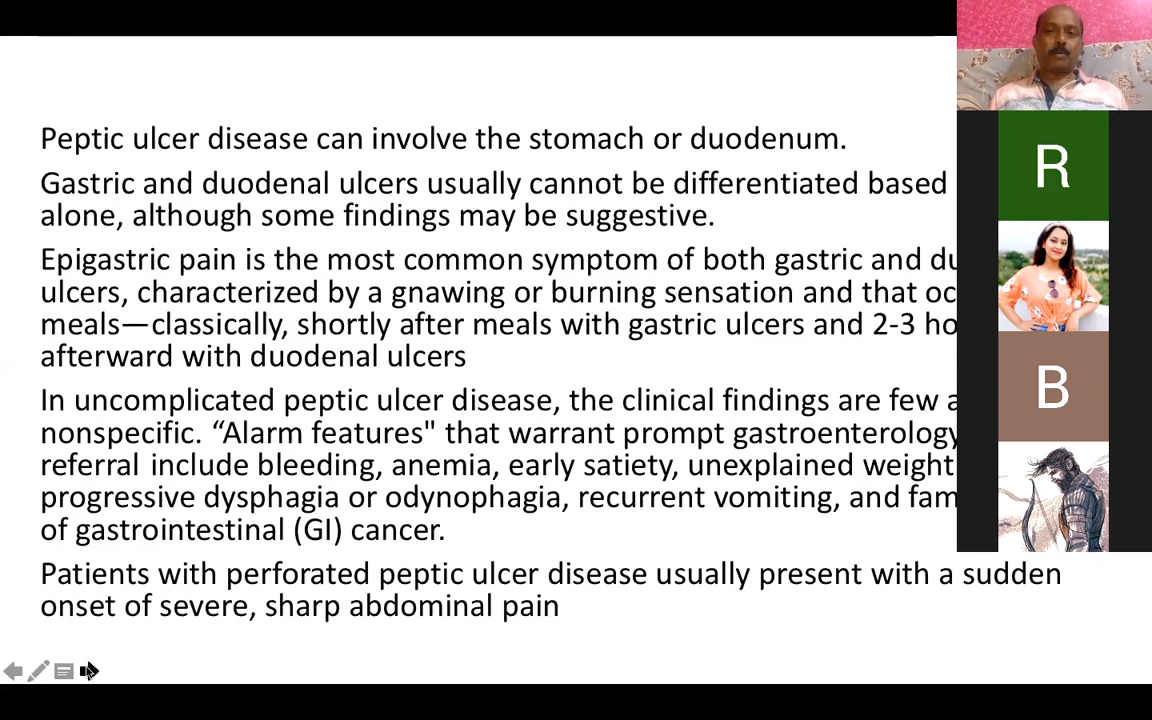 Peptic ulcer disease can involve the stomach or duodenum.
Gastric and duodenal ulcers usually cannot be differentiated based
alone, although some findings may be suggestive.
Epigastric pain is the most common symptom of both gastric and du
ulcers, characterized by a gnawing or burning sensation and that oc
meals—classically, shortly after meals with gastric ulcers and 2-3 ho
afterward with duodenal ulcers
In uncomplicated peptic ulcer disease, the clinical findings are few a
nonspecific. “Alarm features" that warrant prompt gastroenterology
referral include bleeding, anemia, early satiety, unexplained weight
progressive dysphagia or odynophagia, recurrent vomiting, and fam
of gastrointestinal (GI) cancer.
Patients with perforated peptic ulcer disease usually present with a sudden
onset of severe, sharp abdominal pain
R
B